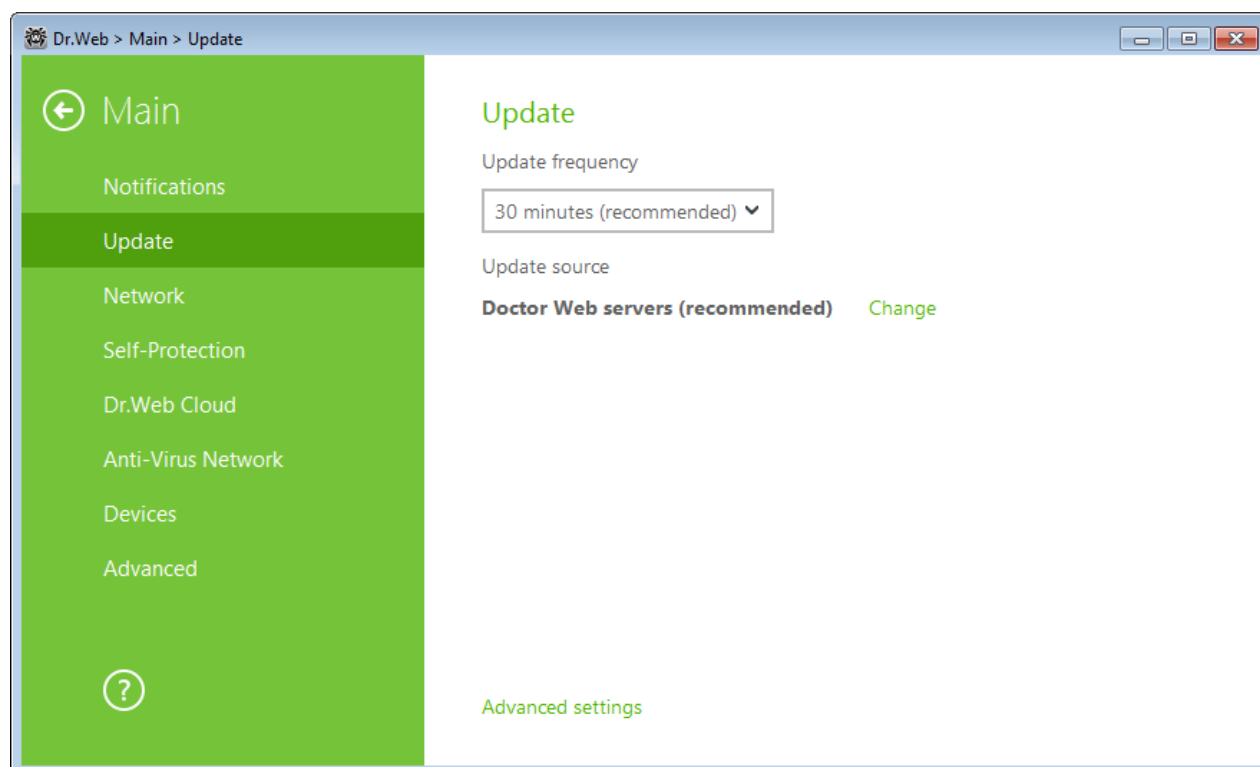 Dr.Web > Main > Update
Main
Notifications
Update
Network
Self-Protection
Dr.Web Cloud
Anti-Virus Network
Devices
Advanced
?
Update
Update frequency
30 minutes (recommended)
Update source
Doctor Web servers (recommended) Change
Advanced settings